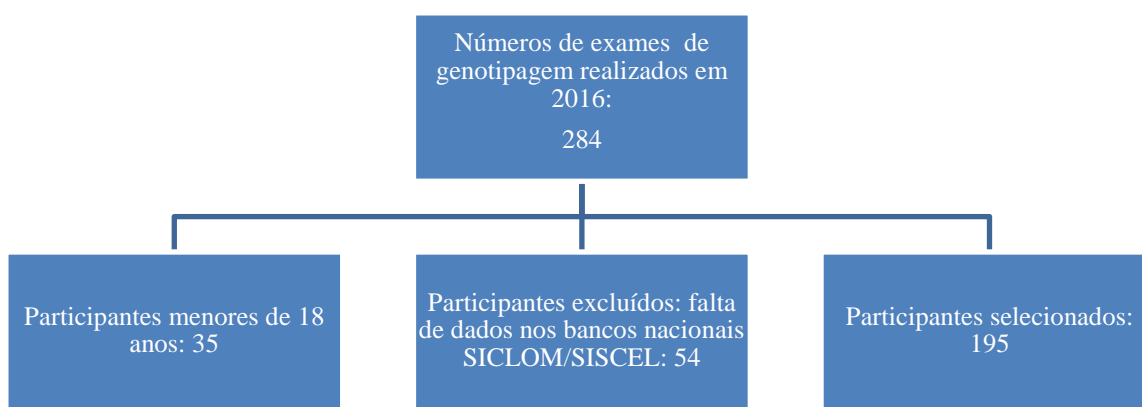 Números de exames de
genotipagem realizados em
2016:
284
Participantes menores de 18
anos: 35
Participantes excluídos: falta
de dados nos bancos nacionais
SICLOM/SISCEL: 54
Participantes selecionados:
195